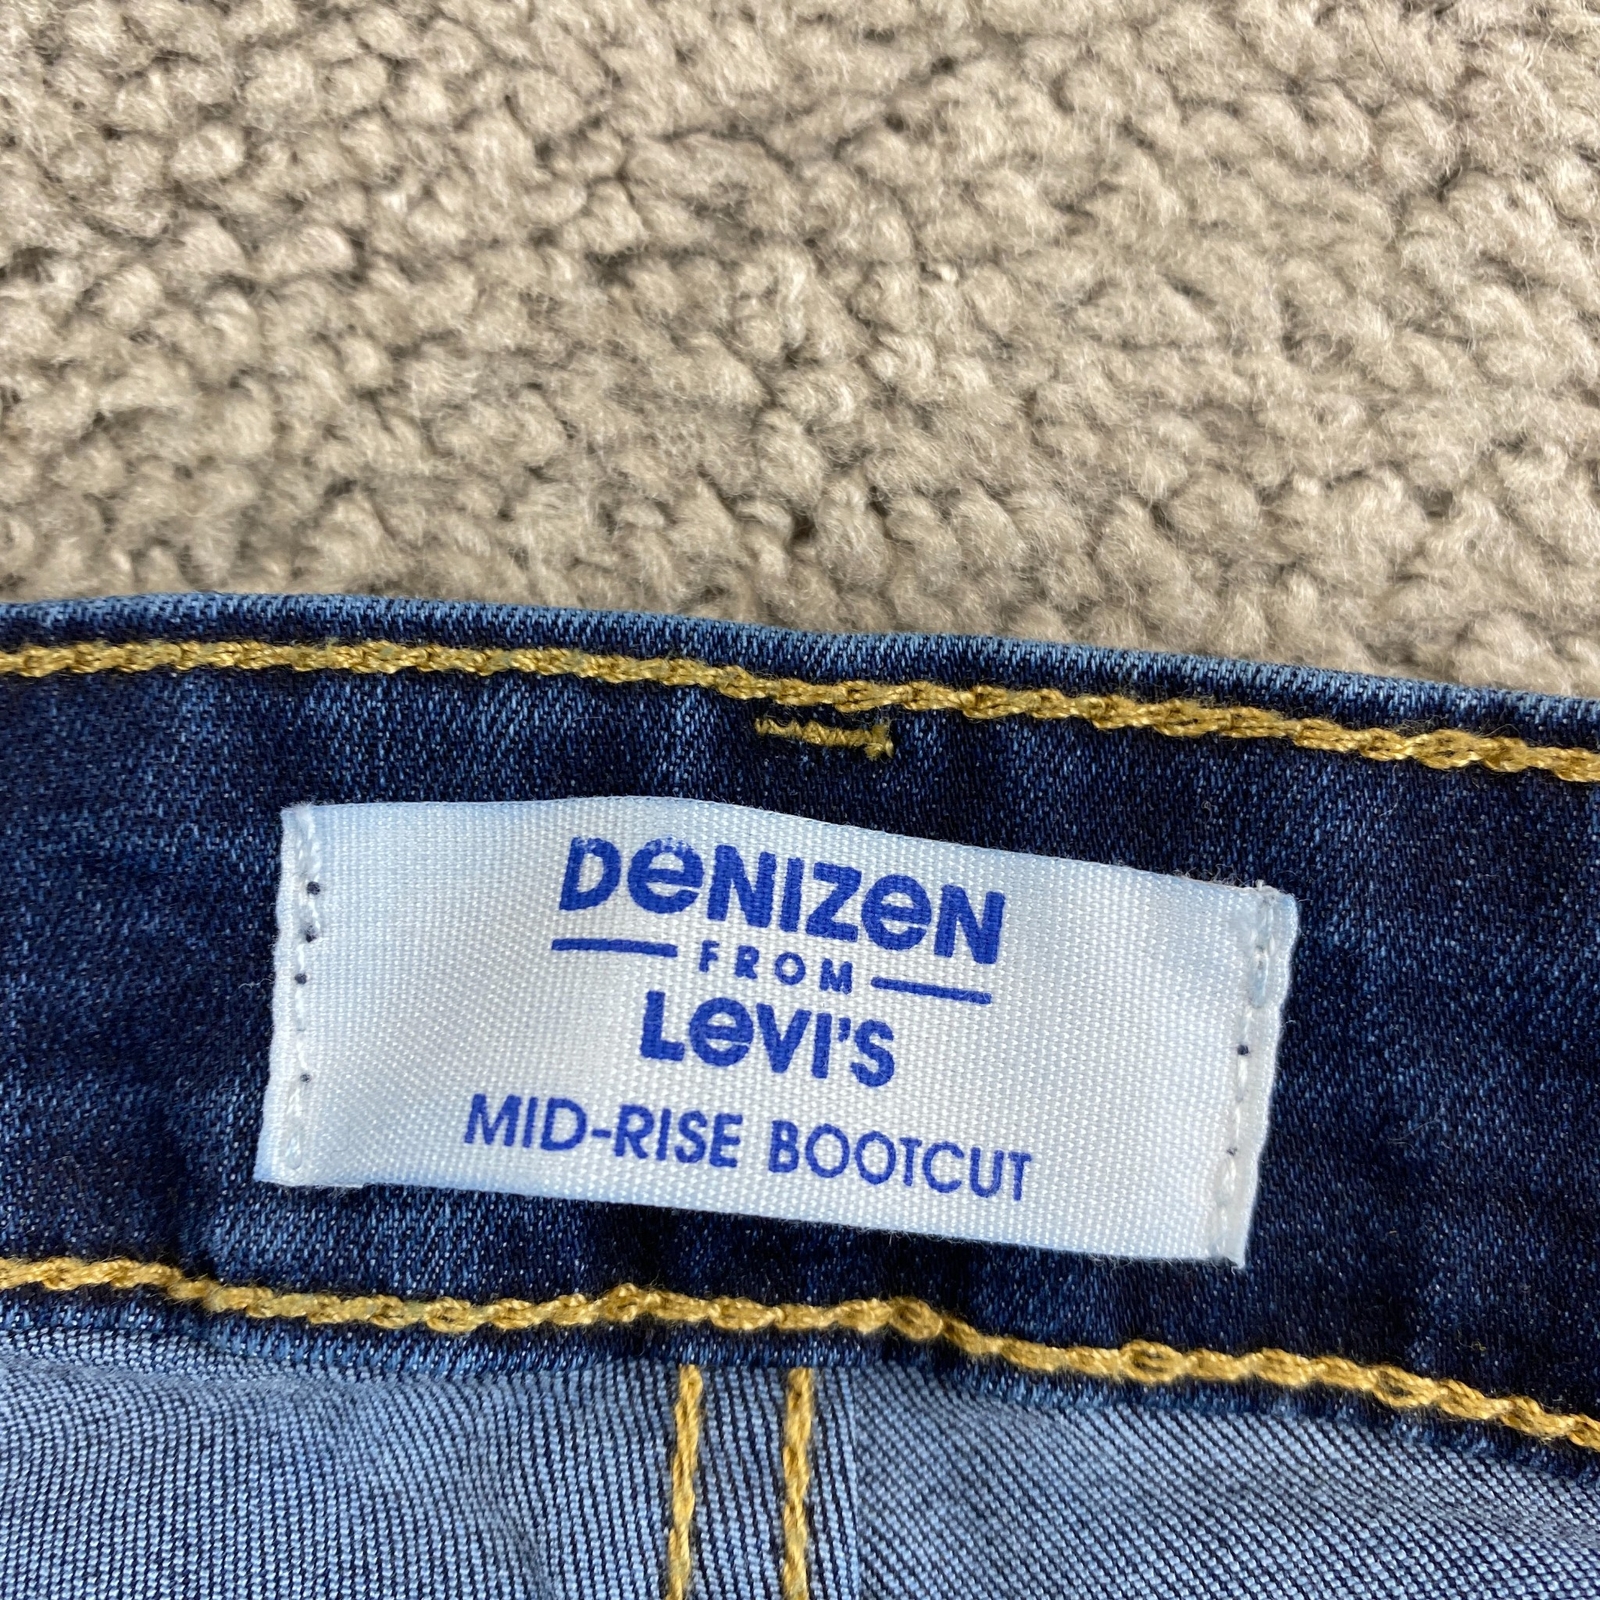 DeNIZeN
FROM
LeVI'S
MID-RISE BOOTCUT